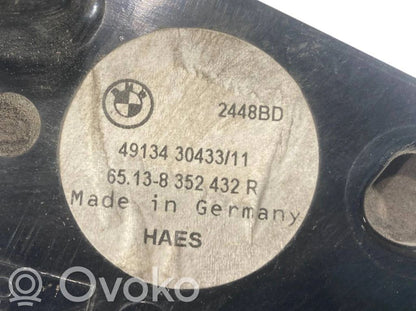 2448BD
49134 30433/11
65.13-8 352 432 R
Made in Germany
HAES
OVOKO